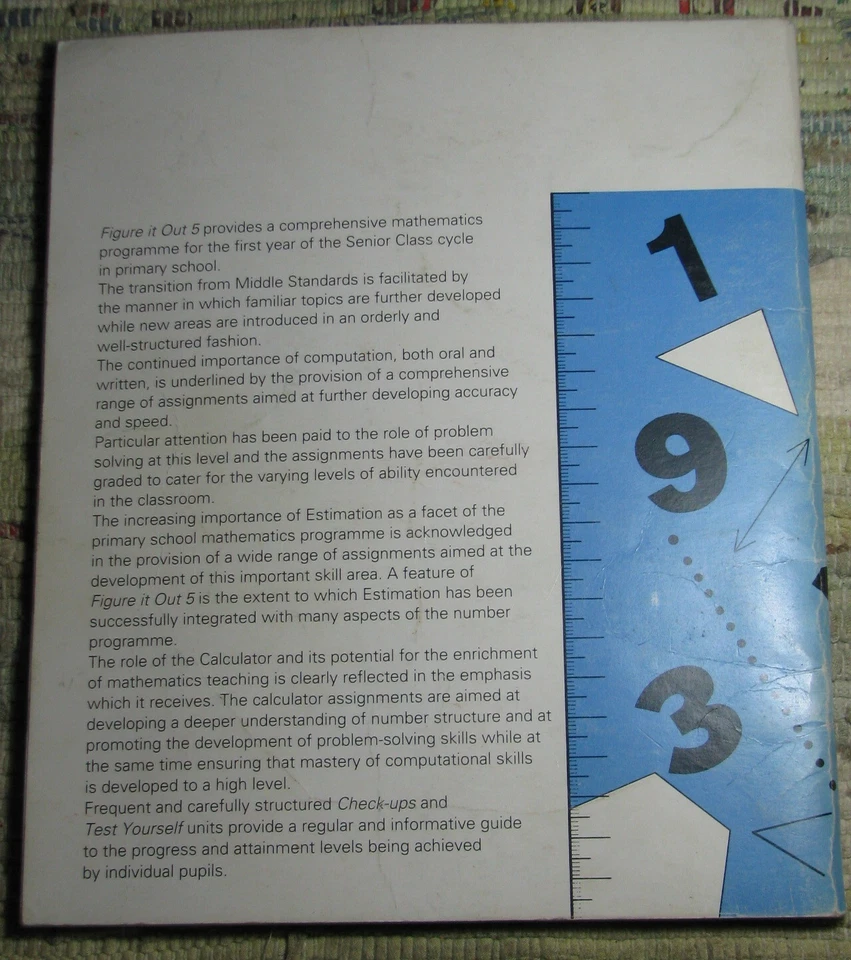 Figure it Out 5 provides a comprehensive mathematics
programme for the first year of the Senior Class cycle
in primary school.
The transition from Middle Standards is facilitated by
the manner in which familiar topics are further developed
while new areas are introduced in an orderly and
well-structured fashion.
The continued importance of computation, both oral and
written, is underlined by the provision of a comprehensive
range of assignments aimed at further developing accuracy
and speed.
Particular attention has been paid to the role of problem
solving at this level and the assignments have been carefully
graded to cater for the varying levels of ability encountered
in the classroom.
The increasing importance of Estimation as a facet of the
primary school mathematics programme is acknowledged
in the provision of a wide range of assignments aimed at the
development of this important skill area. A feature of
Figure it Out 5 is the extent to which Estimation has been
successfully integrated with many aspects of the number
programme.
The role of the Calculator and its potential for the enrichment
of mathematics teaching is clearly reflected in the emphasis
which it receives. The calculator assignments are aimed at
developing a deeper understanding of number structure and at
promoting the development of problem-solving skills while at
the same time ensuring that mastery of computational skills
is developed to a high level.
Frequent and carefully structured Check-ups and
Test Yourself units provide a regular and informative guide
to the progress and attainment levels being achieved
by individual pupils.
1
9
3